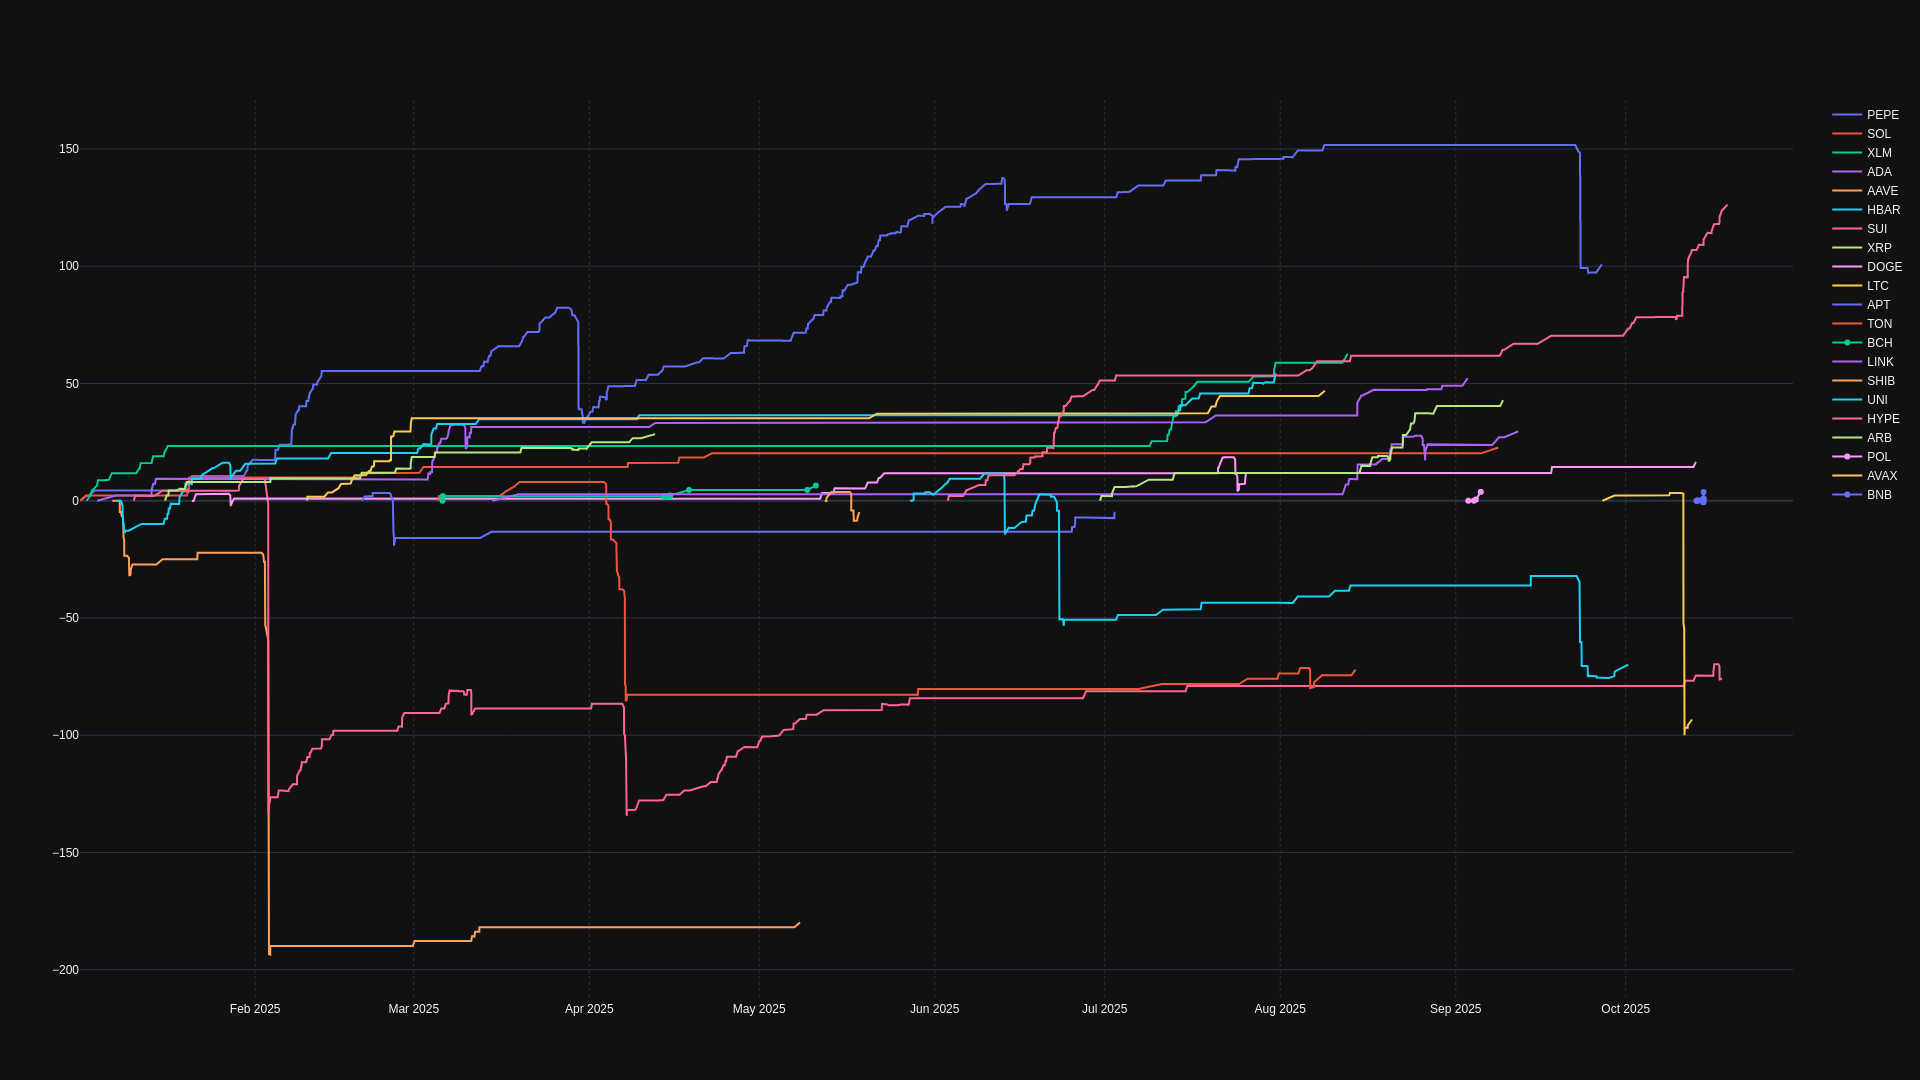 150
100
50
0
−50
−100
−150
−200
Feb 2025
Mar 2025
Apr 2025
May 2025
Jun 2025
Jul 2025
Aug 2025
Sep 2025
Oct 2025
PEPE
SOL
XLM
ADA
AAVE
HBAR
SUI
XRP
DOGE
LTC
APT
TON
BCH
LINK
SHIB
UNI
HYPE
ARB
POL
AVAX
BNB